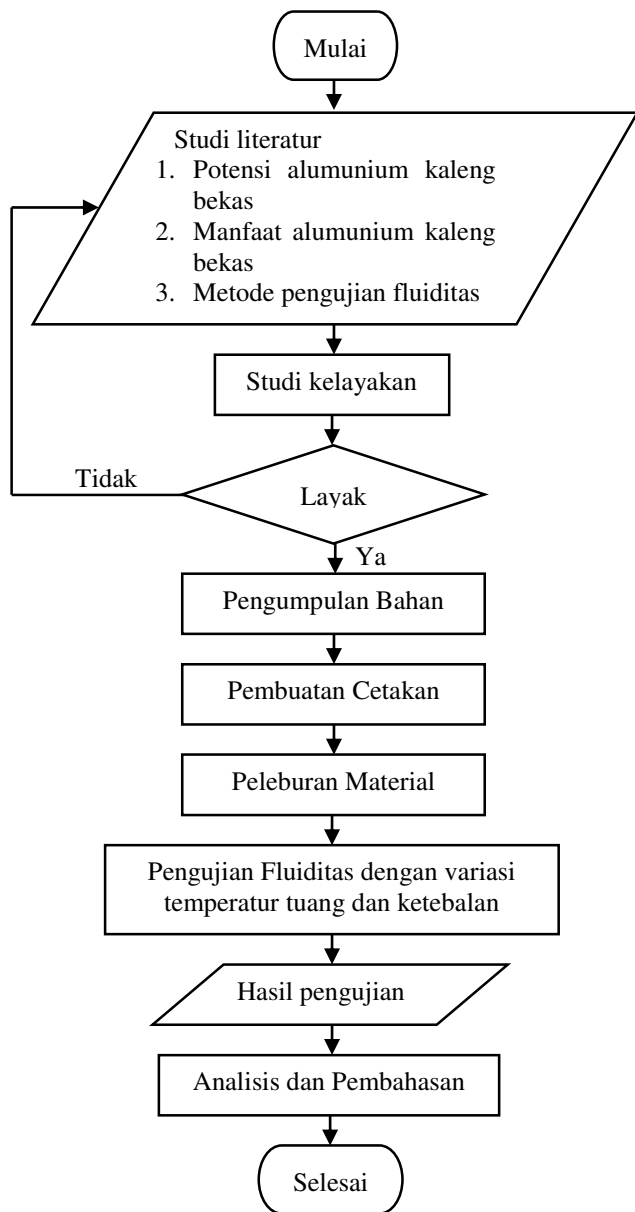 Mulai
Studi literatur
1. Potensi alumunium kaleng
bekas
2. Manfaat alumunium kaleng
bekas
3. Metode pengujian fluiditas
Studi kelayakan
Tidak
Layak
Ya
Pengumpulan Bahan
Pembuatan Cetakan
Peleburan Material
Pengujian Fluiditas dengan variasi
temperatur tuang dan ketebalan
Hasil pengujian
Analisis dan Pembahasan
Selesai